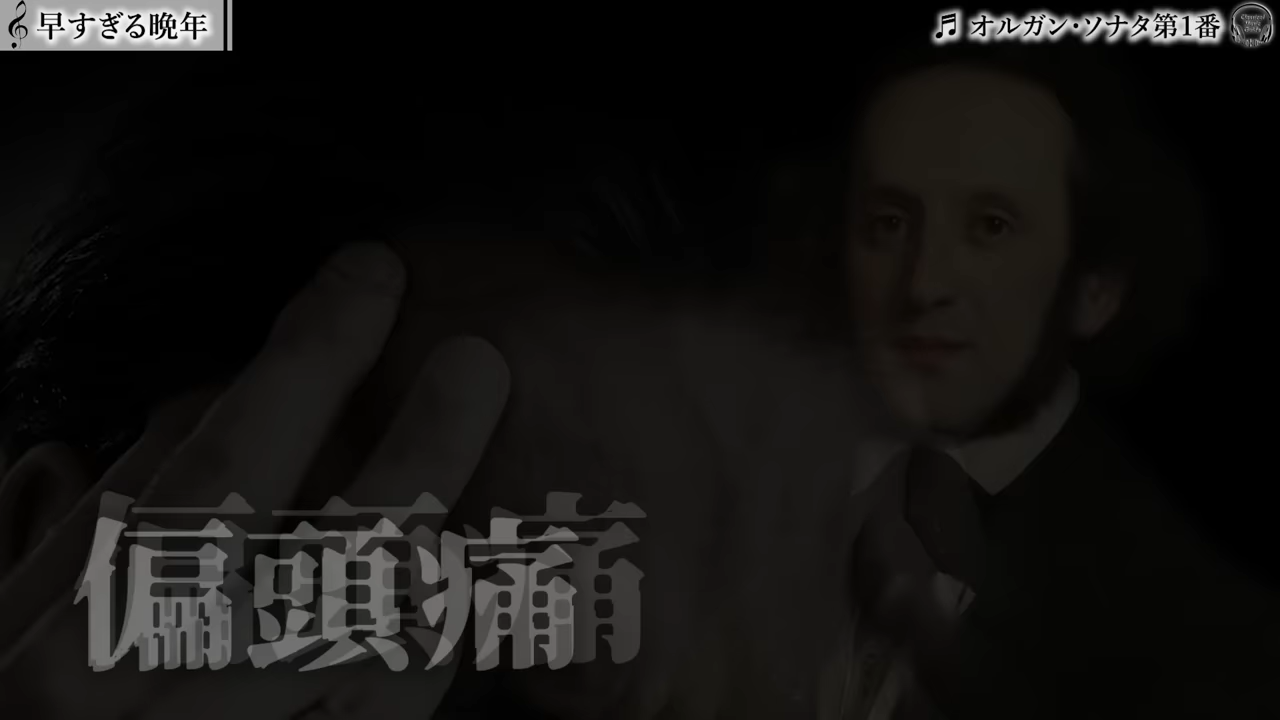 早すぎる晩年
オルガン・ソナタ第1番
偏頭痛